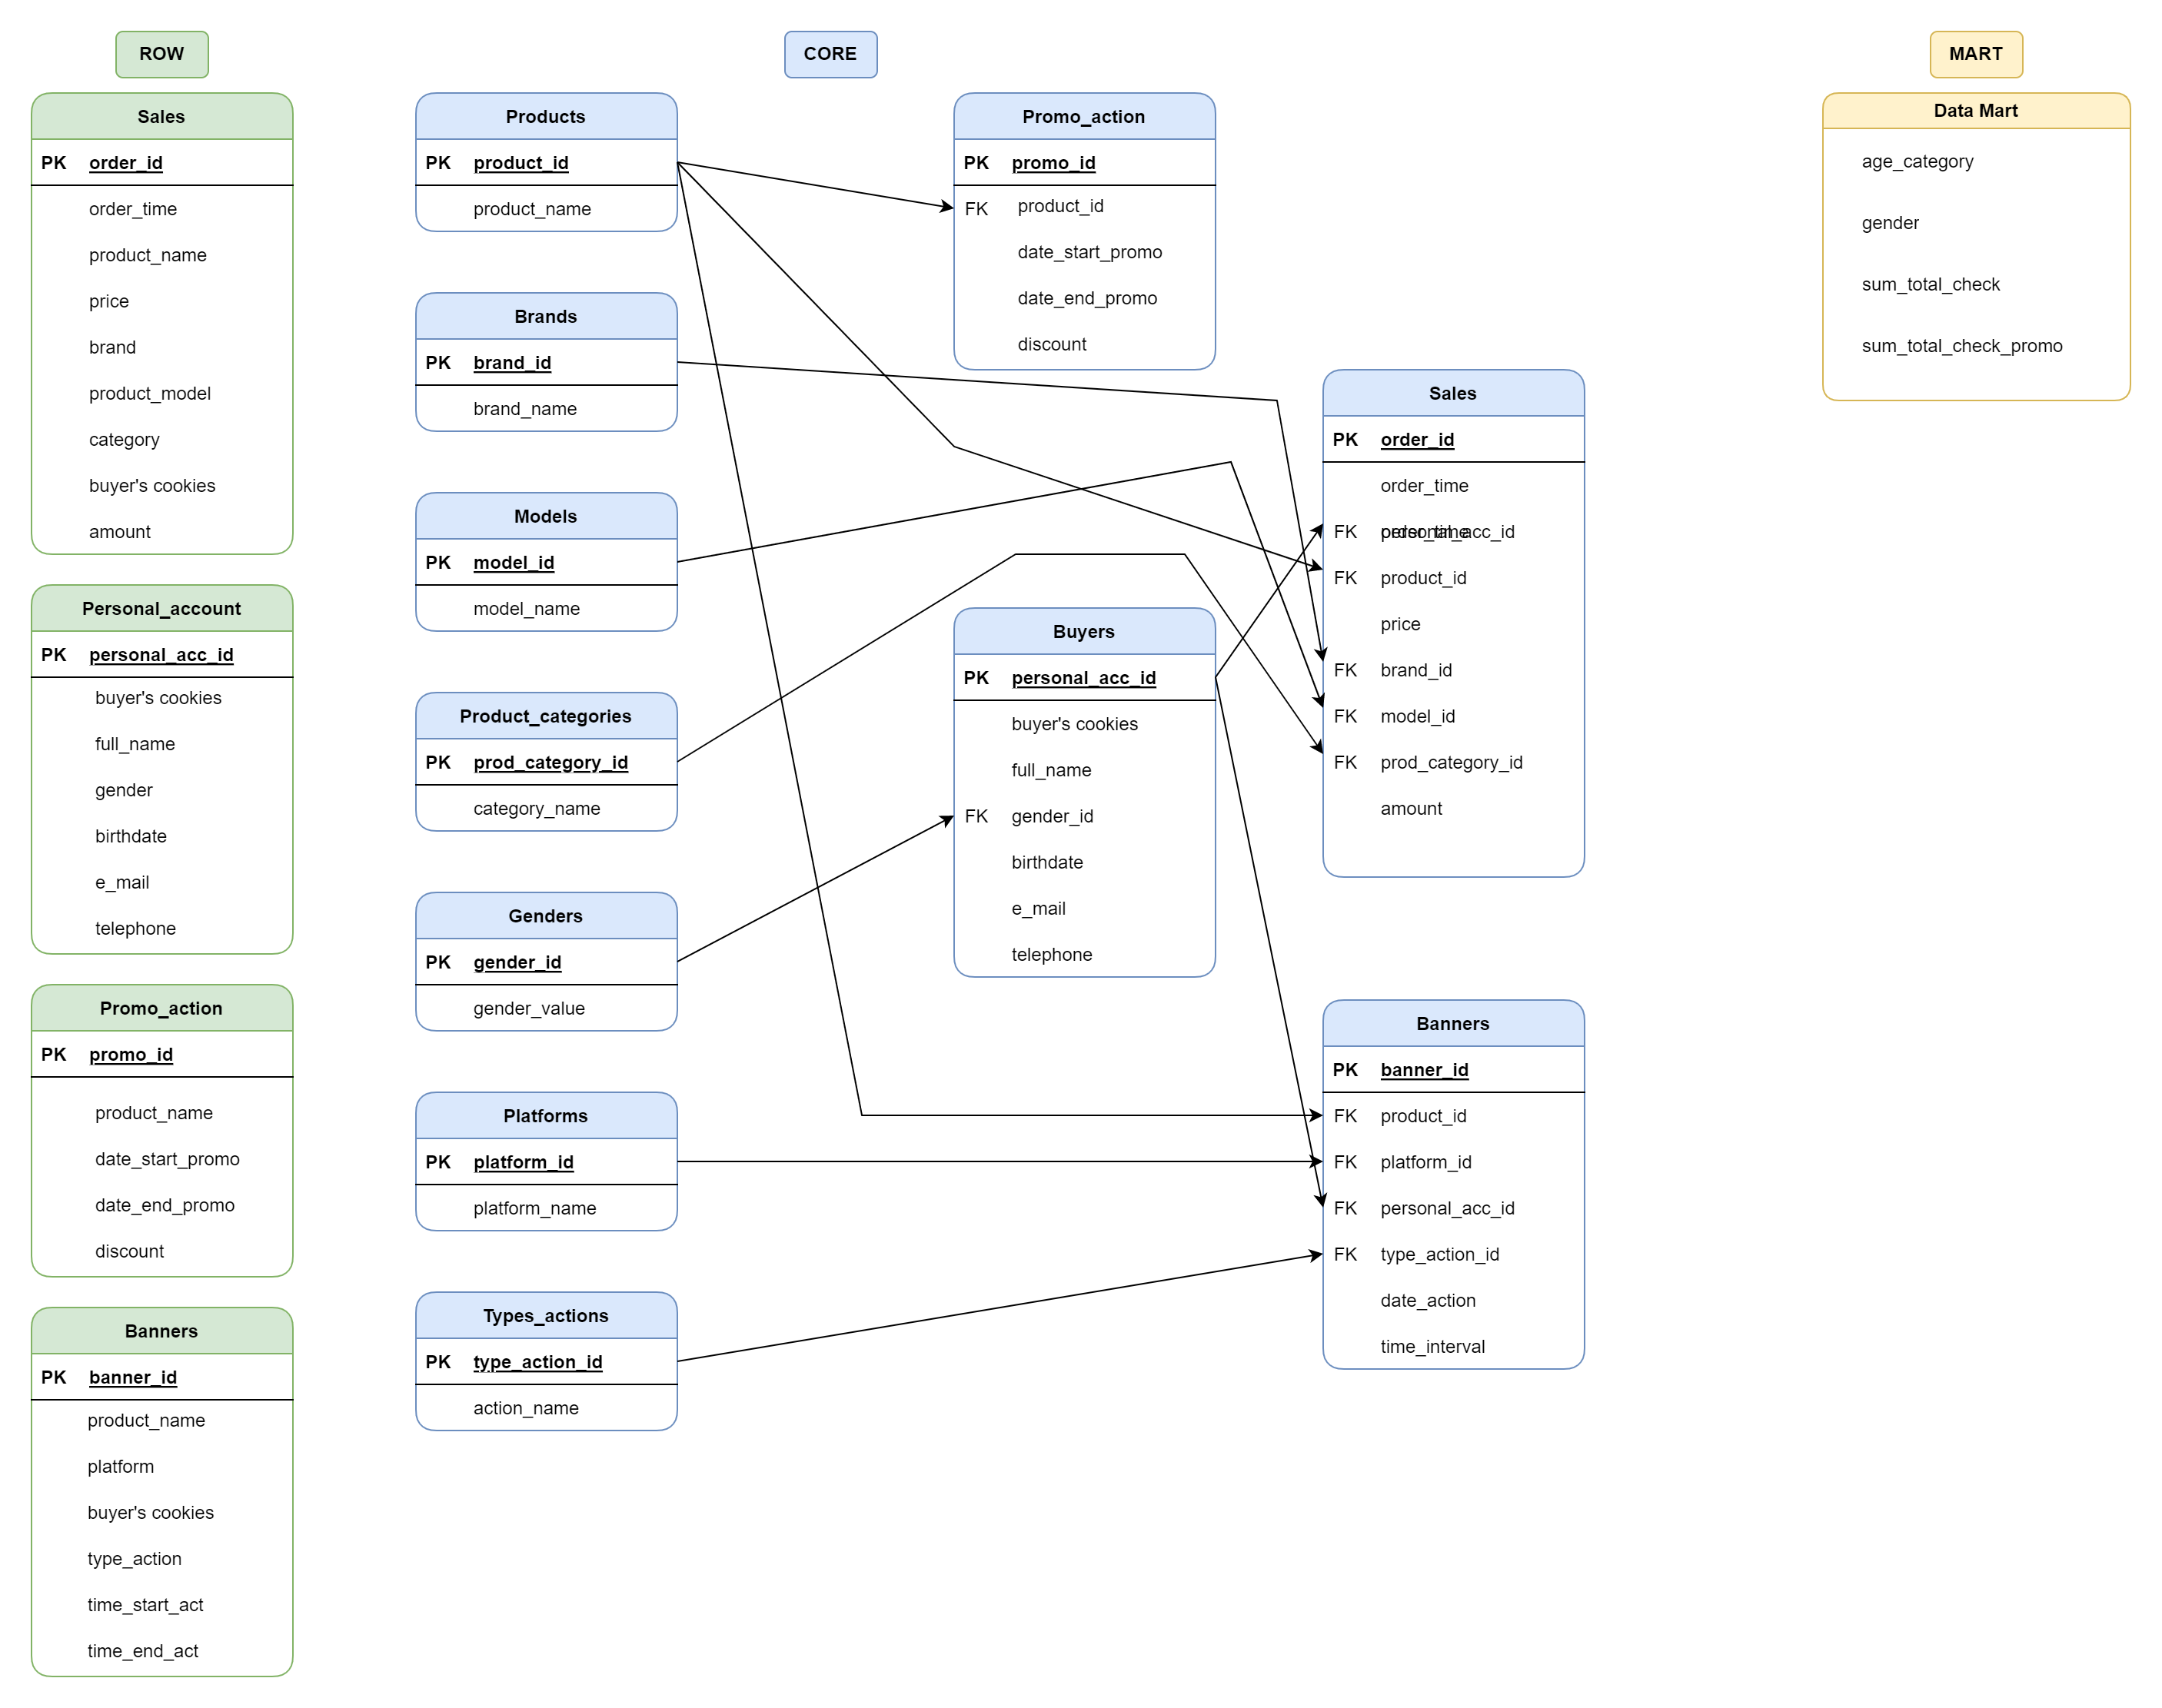 ROW
Sales
PK order_id
order_time
product_name
price
brand
product_model
category
buyer's cookies
amount
Personal_account
PK personal_acc_id
buyer's cookies
full_name
gender
birthdate
e_mail
telephone
Promo_action
PK promo_id
product_name
date_start_promo
date_end_promo
discount
Banners
PK banner_id
product_name
platform
buyer's cookies
type_action
time_start_act
time_end_act
CORE
Products
PK product_id
product_name
Brands
PK brand_id
brand_name
Models
PK model_id
model_name
Product_categories
PK prod_category_id
category_name
Genders
PK gender_id
gender_value
Platforms
PK platform_id
platform_name
Types_actions
PK type_action_id
action_name
Promo_action
PK promo_id
FK product_id
date_start_promo
date_end_promo
discount
Buyers
PK personal_acc_id
buyer's cookies
full_name
FK gender_id
birthdate
e_mail
telephone
Sales
PK order_id
order_time
FK personal_acc_id
order_time
FK product_id
price
FK brand_id
FK model_id
FK prod_category_id
amount
Banners
PK banner_id
FK product_id
FK platform_id
FK personal_acc_id
FK type_action_id
date_action
time_interval
MART
Data Mart
age_category
gender
sum_total_check
sum_total_check_promo